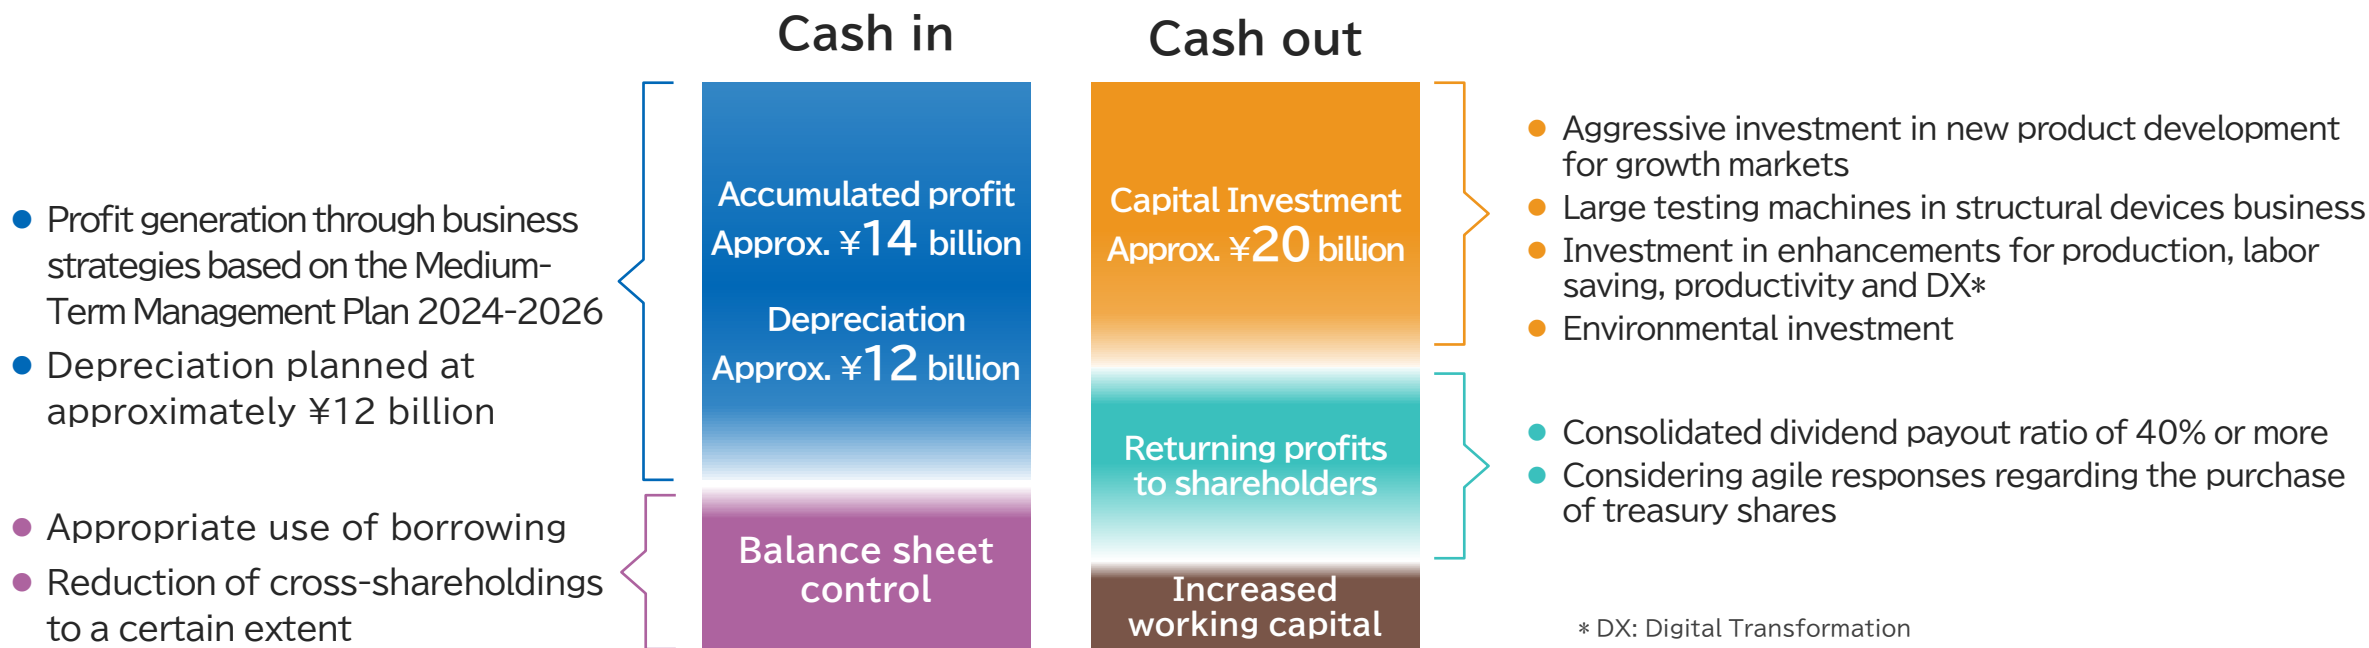 Cash in
Cash out
● Profit generation through business
strategies based on the Medium-
Term Management Plan 2024-2026
● Depreciation planned at
approximately ¥12 billion
● Appropriate use of borrowing
● Reduction of cross-shareholdings
to a certain extent
Accumulated profit
Approx. ¥14 billion
Depreciation
Approx. ¥12 billion
Balance sheet
control
Capital Investment
Approx. ¥20 billion
Returning profits
to shareholders
Increased
working capital
● Aggressive investment in new product development
for growth markets
● Large testing machines in structural devices business
● Investment in enhancements for production, labor
saving, productivity and DX*
● Environmental investment
● Consolidated dividend payout ratio of 40% or more
● Considering agile responses regarding the purchase
of treasury shares
* DX: Digital Transformation